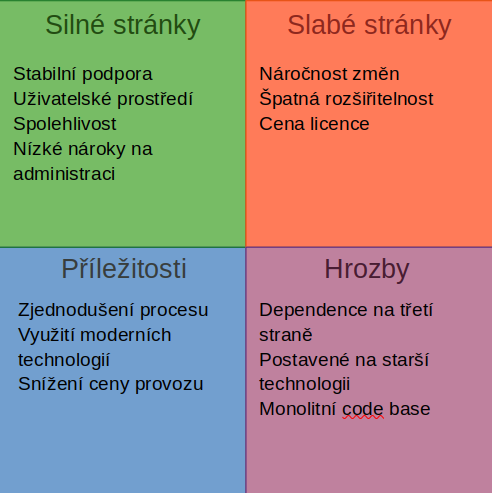 Silné stránky
Stabilní podpora
Uživatelské prostředí
Spolehlivost
Nízké nároky na
administraci
Slabé stránky
Náročnost změn
Špatná rozšiřitelnost
Cena licence
Příležitosti
Zjednodušení procesu
Využití moderních
technologií
Snížení ceny provozu
Hrozby
Dependence na třetí
straně
Postavené na starší
technologii
Monolitní code base